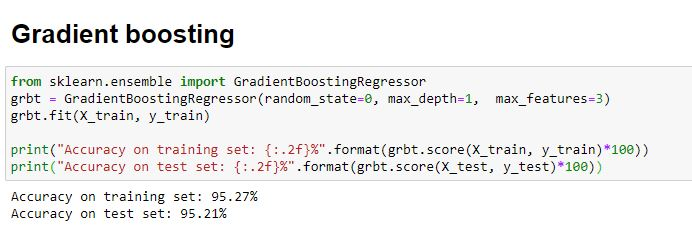 Gradient boosting
from sklearn.ensemble import GradientBoostingRegressor
grbt = GradientBoostingRegressor(random_state=0, max_depth=1,  max_features=3)
grbt.fit(X_train, y_train)
print("Accuracy on training set: {:.2f}%".format(grbt.score(X_train, y_train)*100))
print("Accuracy on test set: {:.2f}%".format(grbt.score(X_test, y_test)*100))
Accuracy on training set: 95.27%
Accuracy on test set: 95.21%